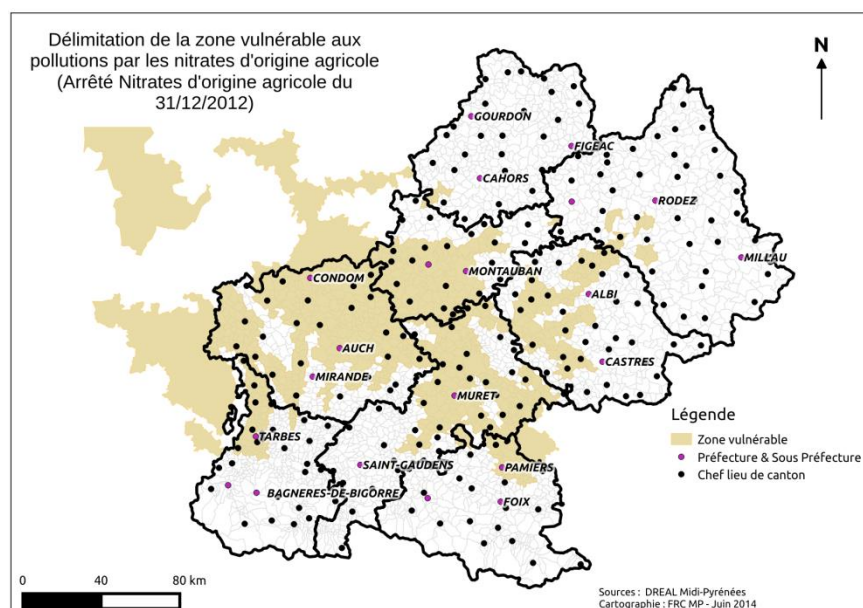 Délimitation de la zone vulnérable aux
pollutions par les nitrates d'origine agricole
(Arrêté Nitrates d'origine agricole du
31/12/2012)
N
GOURDON
FIGEAC
CAHORS
RODEZ
MILLAU
CONDOM
MONTAUBAN
ALBI
AUCH
CASTRES
MIRANDE
MURET
Légende
Zone vulnérable
Préfecture & Sous Préfecture
Chef lieu de canton
TARBES
SAINT-GAUDENS
PAMIERS
BAGNERES-DE-BIGORRE
FOIX
0 40 80 km
Sources : DREAL Midi-Pyrénées
Cartographie : FRC MP - Juin 2014